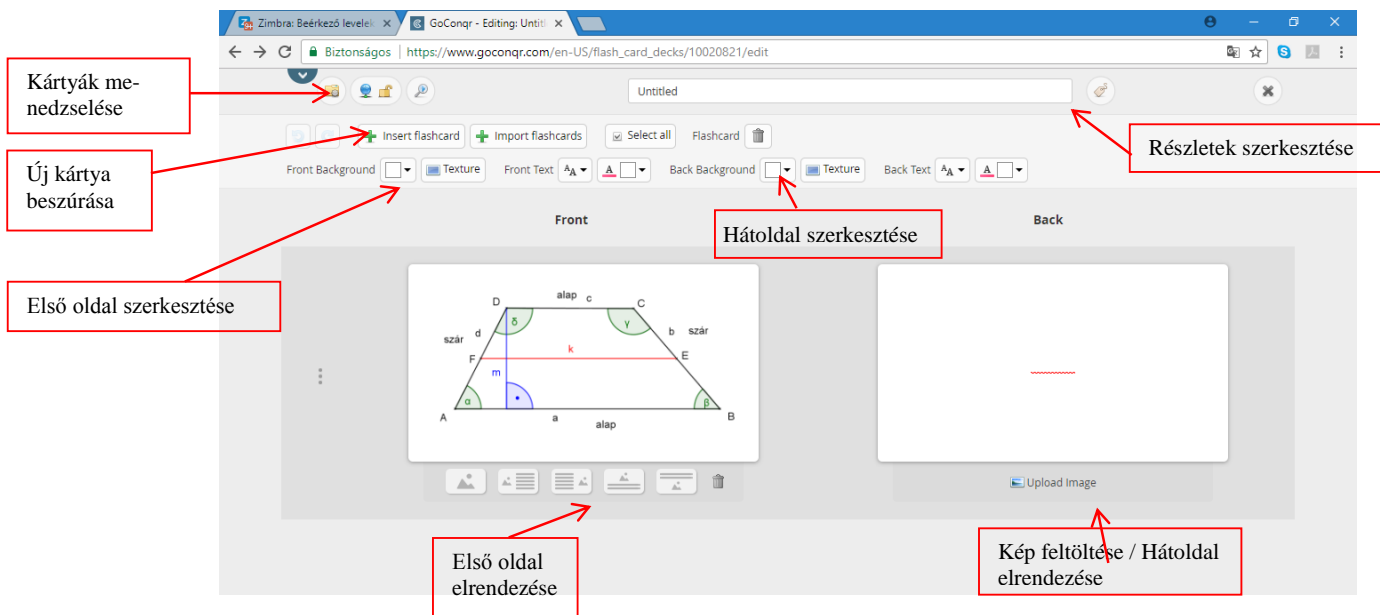 Zimbra: Beérkező levelek
GoConqr - Editing: Untitl
Biztonságos | https://www.goconqr.com/en-US/flash_card_decks/10020821/edit
Kártyák me-
nedzselése
Untitled
Részletek szerkesztése
Insert flashcard Import flashcards Select all Flashcard
Új kártya
beszúrása
Front Background Texture Front Text AA A Back Background Texture Back Text AA A
Front Back
Hátoldal szerkesztése
Első oldal szerkesztése
D alap c C
δ γ
szár d b szár
F k E
m
α β
A a B
alap
Upload Image
Első oldal
elrendezése
Kép feltöltése / Hátoldal
elrendezése